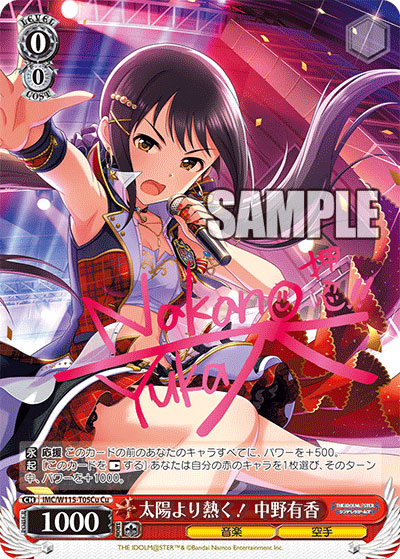 LEVEL
0
0
COST
SAMPLE
Nakano
Yuka
押忍
永 応援 このカードの前のあなたのキャラすべてに、パワーを+500。
起 [このカードを する] あなたは自分の赤のキャラを1枚選び、そのターン中、パワーを+1000。
IMC/W115-T05Cu Cu
1000
太陽より熱く! 中野有香
音楽
空手
THE IDOLM@STER™& ©Bandai Namco Entertainment Inc.